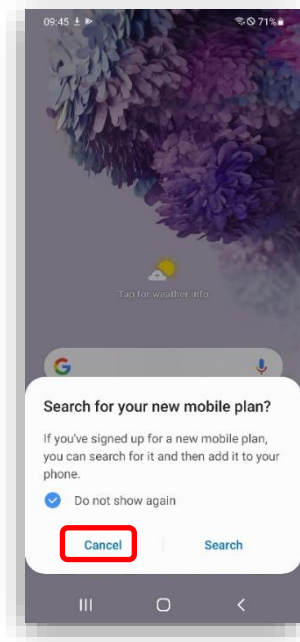 09:45 71%
Tap for weather info
G
Search for your new mobile plan?
If you've signed up for a new mobile plan,
you can search for it and then add it to your
phone.
Do not show again
Cancel Search